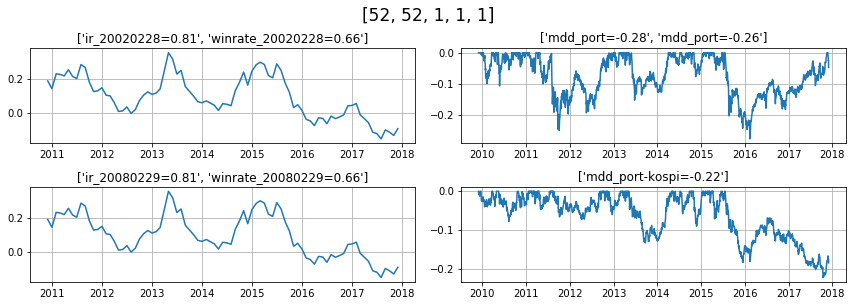 [52, 52, 1, 1, 1]
['ir_20020228=0.81', 'winrate_20020228=0.66']
0.2
0.0
2011 2012 2013 2014 2015 2016 2017 2018
['mdd_port=-0.28', 'mdd_port=-0.26']
0.0
−0.1
−0.2
2010 2011 2012 2013 2014 2015 2016 2017 2018
['ir_20080229=0.81', 'winrate_20080229=0.66']
0.2
0.0
2011 2012 2013 2014 2015 2016 2017 2018
['mdd_port-kospi=-0.22']
0.0
−0.1
−0.2
2010 2011 2012 2013 2014 2015 2016 2017 2018